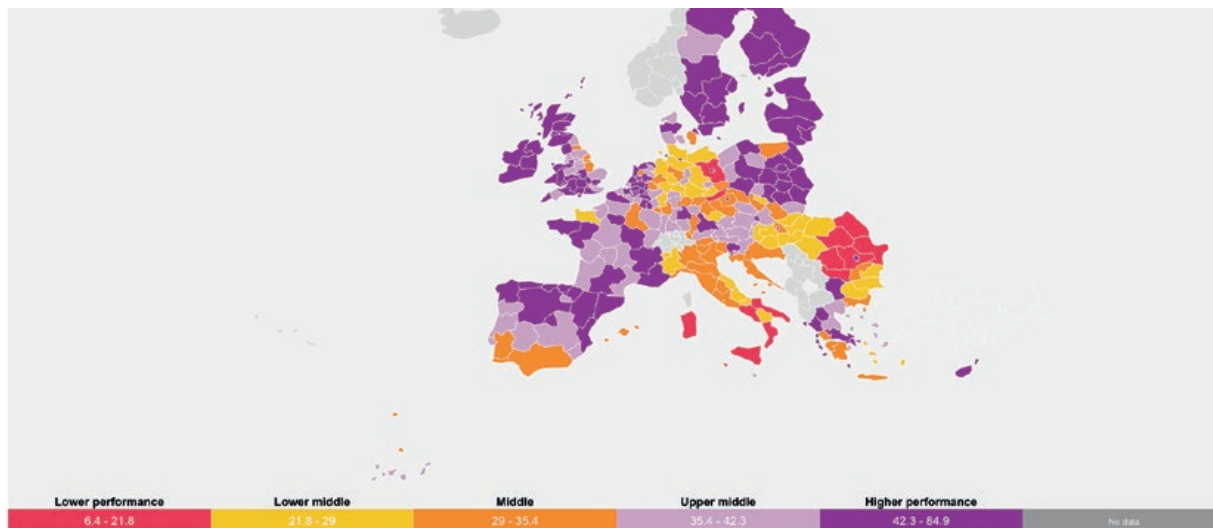 Lower performance Lower middle Middle Upper middle Higher performance
6.4 - 21.8 21.8 - 29 29 - 35.4 35.4 - 42.3 42.3 - 84.9 No data